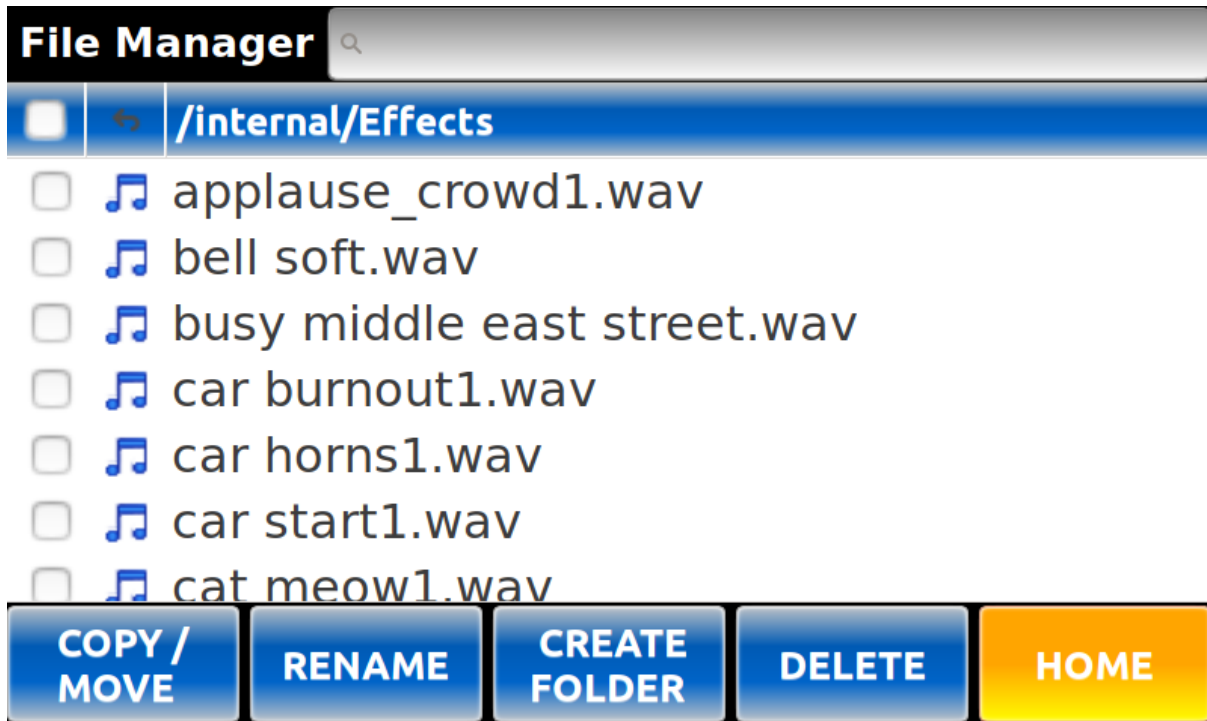 File Manager
/internal/Effects
applause_crowd1.wav
bell soft.wav
busy middle east street.wav
car burnout1.wav
car horns1.wav
car start1.wav
cat meow1.wav
COPY /
MOVE
RENAME
CREATE
FOLDER
DELETE
HOME